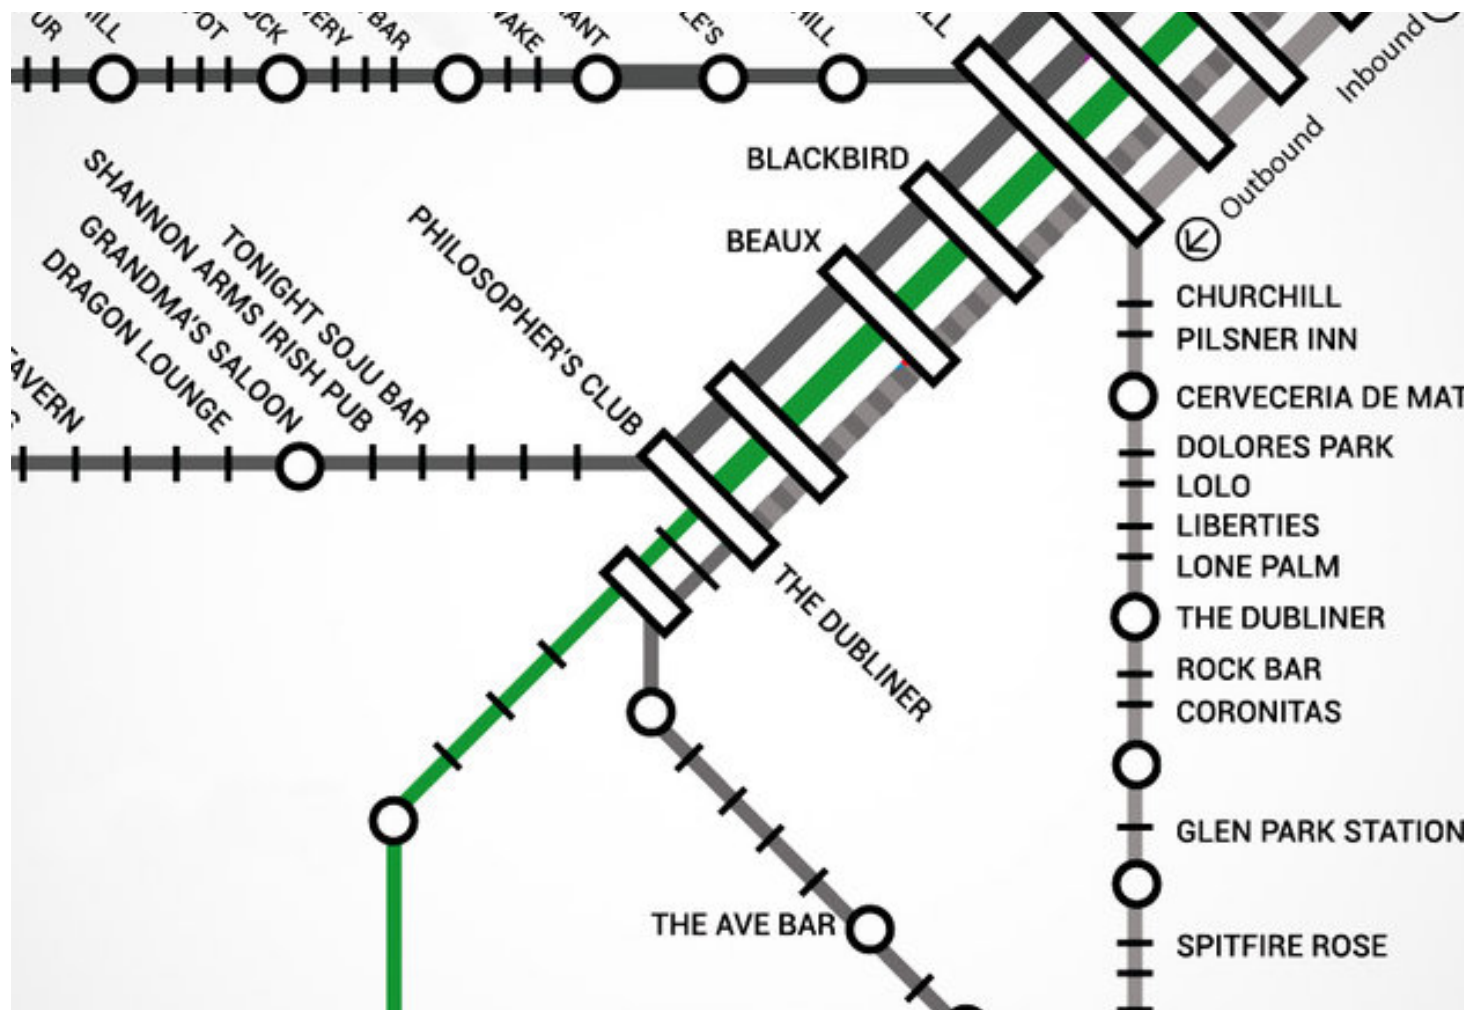 BAR
Inbound
Outbound
BLACKBIRD
BEAUX
SHANNON ARMS IRISH PUB
GRANDMA'S SALOON
DRAGON LOUNGE
TONIGHT SOJU BAR
PHILOSOPHER'S CLUB
THE DUBLINER
CHURCHILL
PILSNER INN
CERVECERIA DE MAT
DOLORES PARK
LOLO
LIBERTIES
LONE PALM
THE DUBLINER
ROCK BAR
CORONITAS
GLEN PARK STATION
THE AVE BAR
SPITFIRE ROSE